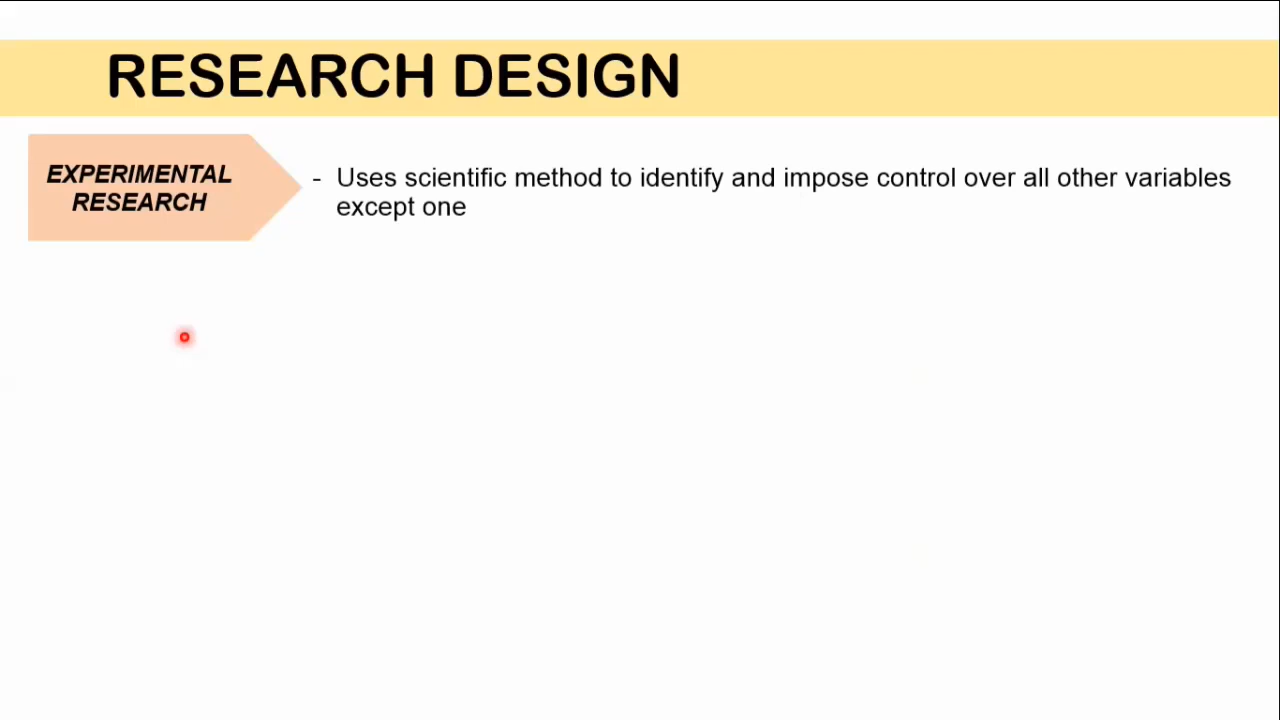 RESEARCH DESIGN
EXPERIMENTAL
RESEARCH
- Uses scientific method to identify and impose control over all other variables
except one